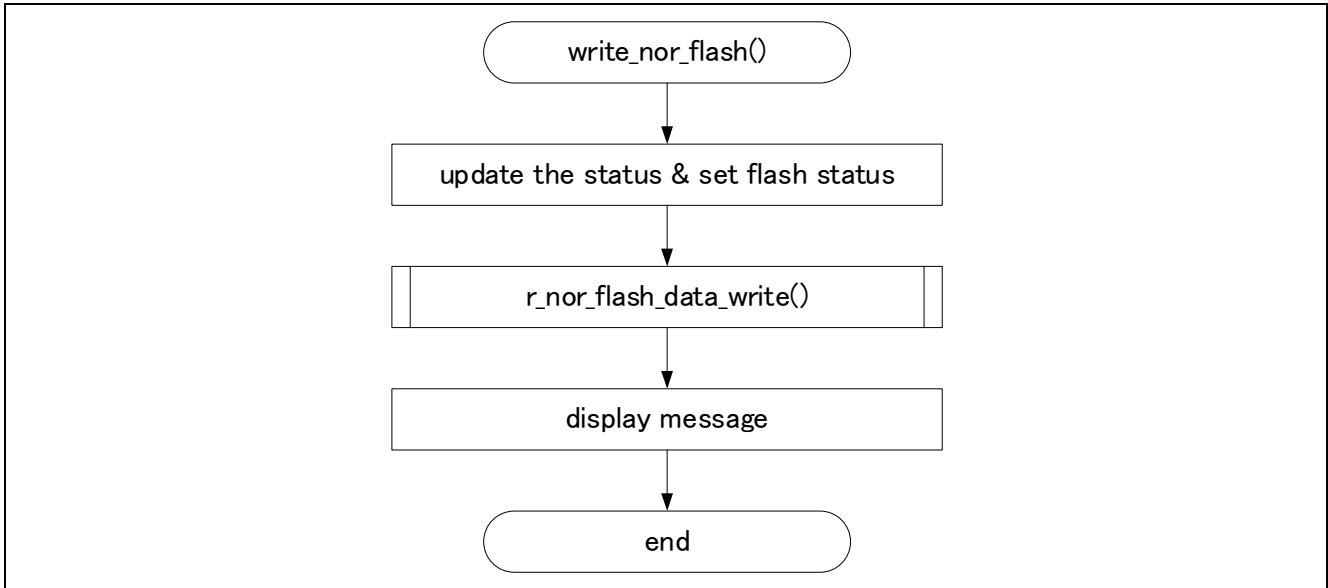 write_nor_flash()
update the status & set flash status
r_nor_flash_data_write()
display message
end